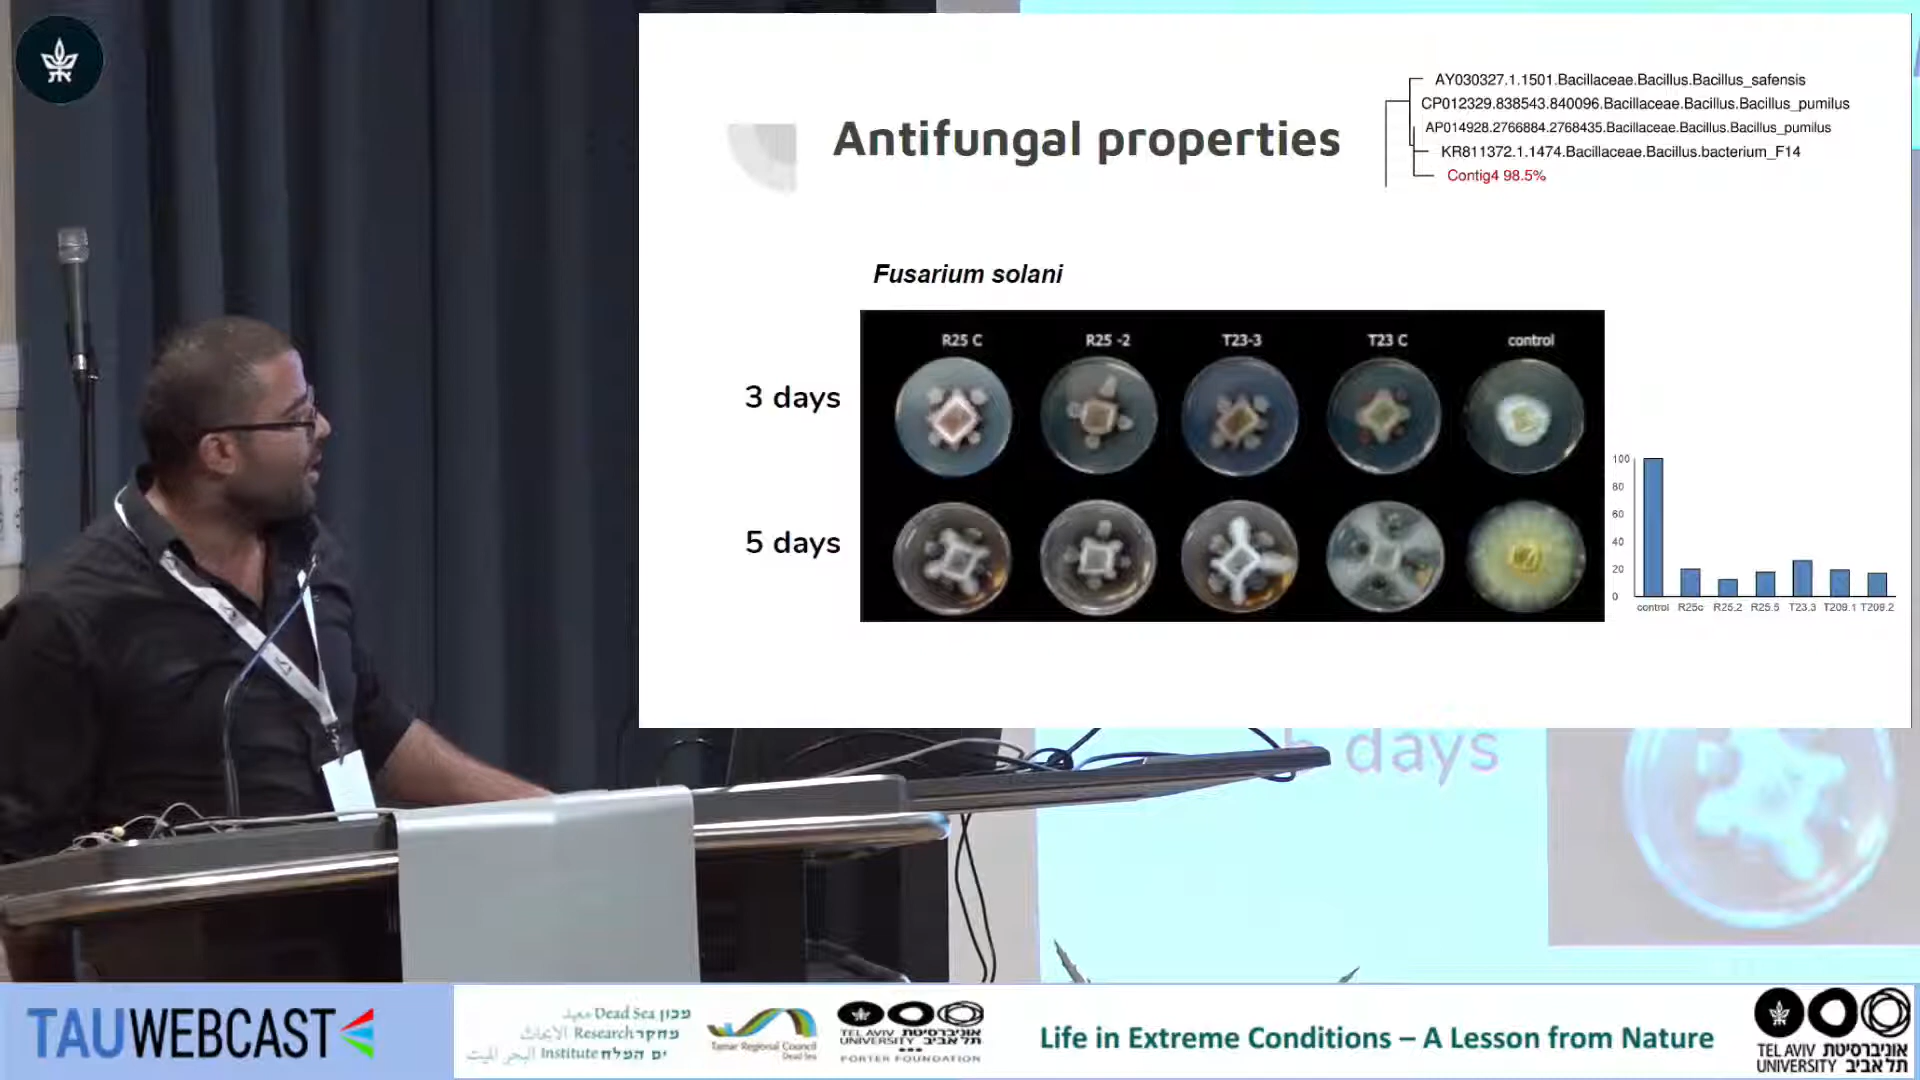 AY030327.1.1501.Bacillaceae.Bacillus.Bacillus_safensis
CP012329.838543.840096.Bacillaceae.Bacillus.Bacillus_pumilus
AP014928.2766884.2768435.Bacillaceae.Bacillus.Bacillus_pumilus
KR811372.1.1474.Bacillaceae.Bacillus.bacterium_F14
Contig4 98.5%
Antifungal properties
Fusarium solani
R25 C
R25 -2
T23-3
T23 C
control
3 days
5 days
100
80
60
40
20
0
control R25c R25.2 R25.5 T23.3 T209.1 T209.2
days
TAUWEBCAST
Dead Sea מכון
Research מחקר
Institute ים המלח
البحر الميت
Tamar Regional Council
Dead Sea
TEL AVIV אוניברסיטת
UNIVERSITY תל אביב
PORTER FOUNDATION
Life in Extreme Conditions – A Lesson from Nature
TEL AVIV אוניברסיטת
UNIVERSITY תל אביב